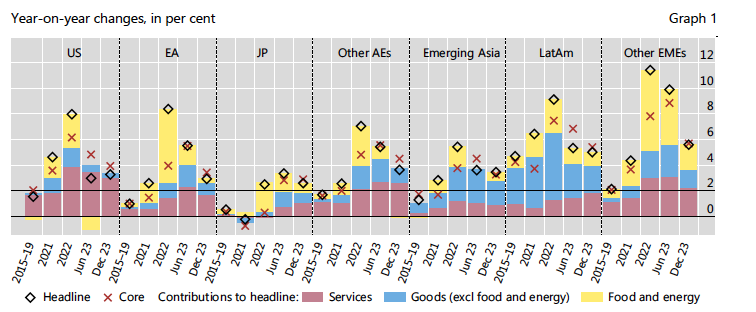 Year-on-year changes, in per cent Graph 1
US EA JP Other AEs Emerging Asia LatAm Other EMEs
12
10
8
6
4
2
0
2015–19 2021 2022 Jun 23 Dec 23 2015–19 2021 2022 Jun 23 Dec 23 2015–19 2021 2022 Jun 23 Dec 23 2015–19 2021 2022 Jun 23 Dec 23 2015–19 2021 2022 Jun 23 Dec 23 2015–19 2021 2022 Jun 23 Dec 23 2015–19 2021 2022 Jun 23 Dec 23
Headline Core Contributions to headline: Services Goods (excl food and energy) Food and energy